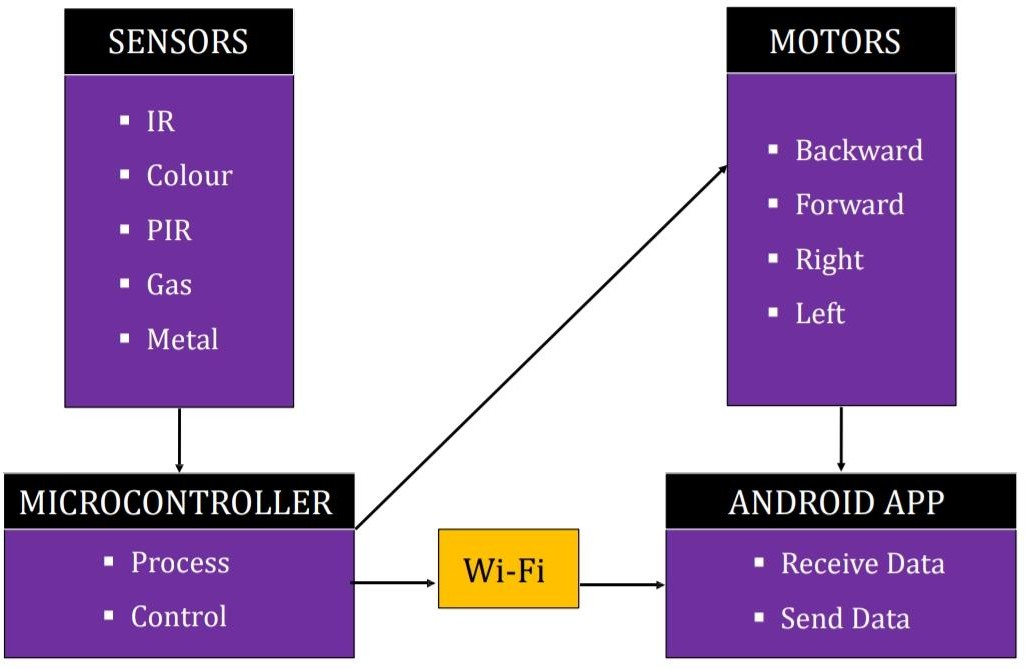 SENSORS
▪ IR
▪ Colour
▪ PIR
▪ Gas
▪ Metal
MOTORS
▪ Backward
▪ Forward
▪ Right
▪ Left
MICROCONTROLLER
▪ Process
▪ Control
Wi-Fi
ANDROID APP
▪ Receive Data
▪ Send Data